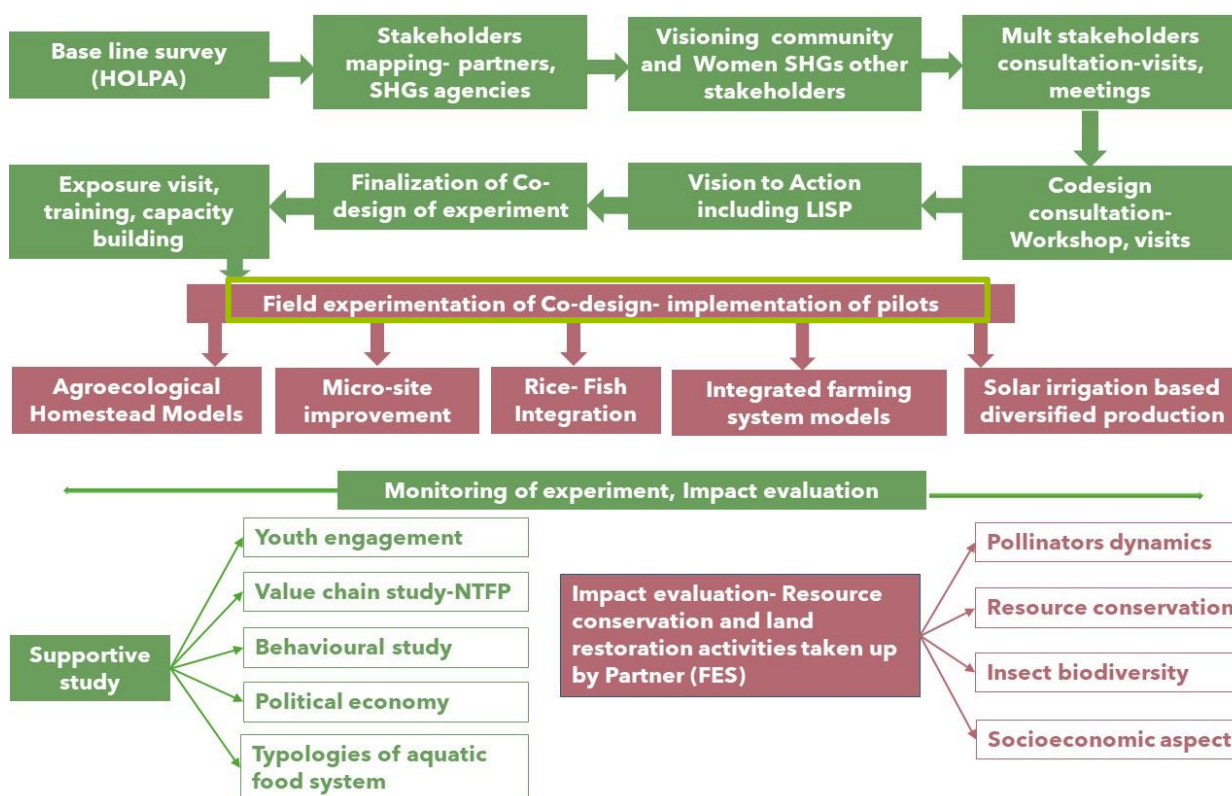 Base line survey
(HOLPA)
Stakeholders
mapping- partners,
SHGs agencies
Visioning community
and Women SHGs other
stakeholders
Mult stakeholders
consultation-visits,
meetings
Exposure visit,
training, capacity
building
Finalization of Co-
design of experiment
Vision to Action
including LISP
Codesign
consultation-
Workshop, visits
Field experimentation of Co-design- implementation of pilots
Agroecological
Homestead Models
Micro-site
improvement
Rice- Fish
Integration
Integrated farming
system models
Solar irrigation based
diversified production
Monitoring of experiment, Impact evaluation
Supportive
study
Youth engagement
Value chain study-NTFP
Behavioural study
Political economy
Typologies of aquatic
food system
Impact evaluation- Resource
conservation and land
restoration activities taken up
by Partner (FES)
Pollinators dynamics
Resource conservation
Insect biodiversity
Socioeconomic aspect